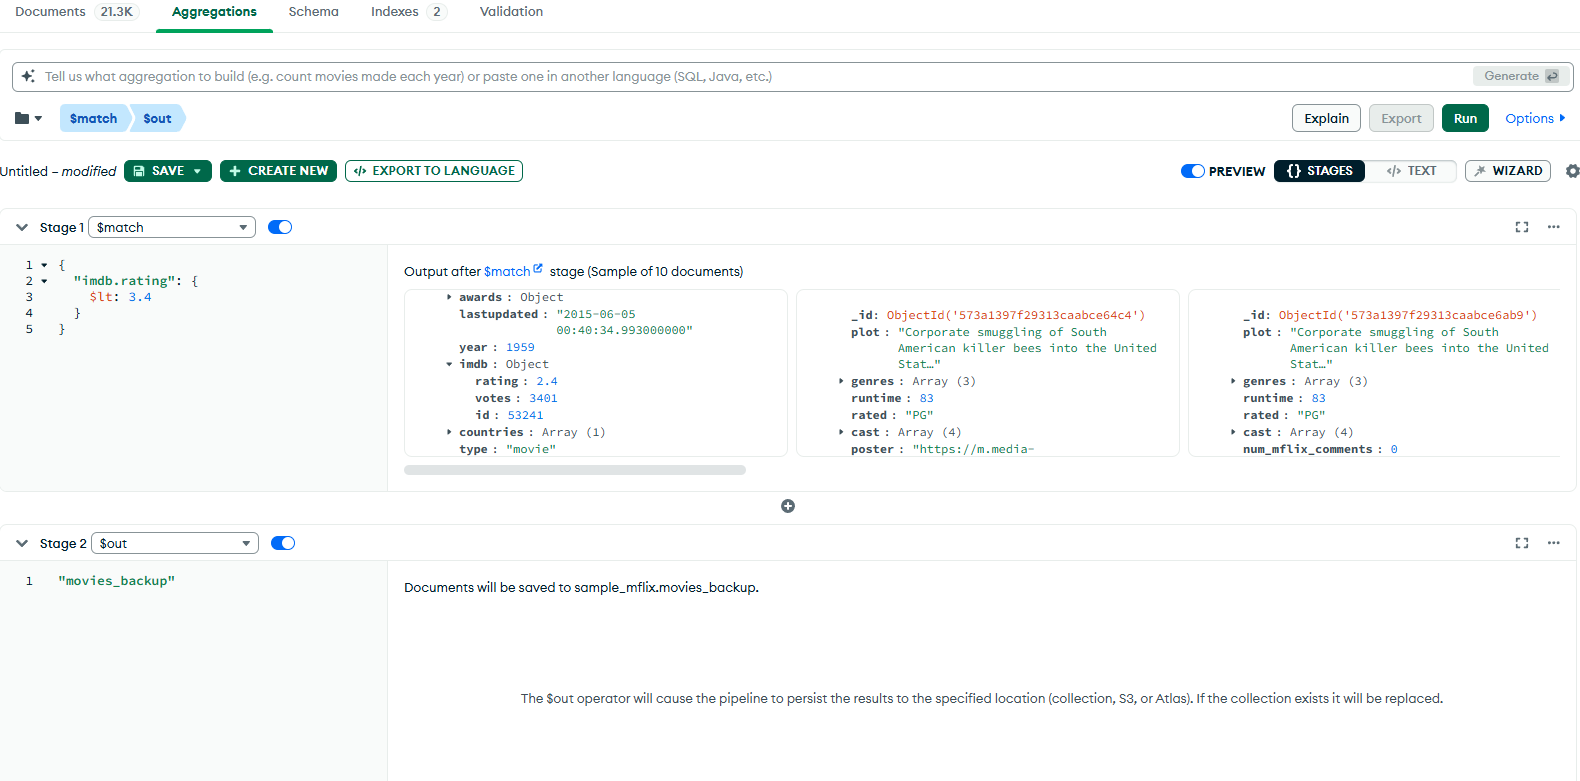 Documents 21.3K Aggregations Schema Indexes 2 Validation
Tell us what aggregation to build (e.g. count movies made each year) or paste one in another language (SQL, Java, etc.) Generate
$match $out Explain Export Run Options
Untitled – modified SAVE CREATE NEW EXPORT TO LANGUAGE PREVIEW {} STAGES </> TEXT WIZARD
Stage 1 $match
1 {
2 "imdb.rating": {
3 $lt: 3.4
4 }
5 }
Output after $match stage (Sample of 10 documents)
awards : Object
lastupdated : "2015-06-05
00:40:34.993000000"
year : 1959
imdb : Object
rating : 2.4
votes : 3401
id : 53241
countries : Array (1)
type : "movie"
_id: ObjectId('573a1397f29313caabce64c4')
plot : "Corporate smuggling of South
American killer bees into the United
Stat…"
genres : Array (3)
runtime : 83
rated : "PG"
cast : Array (4)
poster : "https://m.media-
_id: ObjectId('573a1397f29313caabce6ab9')
plot : "Corporate smuggling of South
American killer bees into the United
Stat…"
genres : Array (3)
runtime : 83
rated : "PG"
cast : Array (4)
num_mflix_comments : 0
Stage 2 $out
1 "movies_backup"
Documents will be saved to sample_mflix.movies_backup.
The $out operator will cause the pipeline to persist the results to the specified location (collection, S3, or Atlas). If the collection exists it will be replaced.